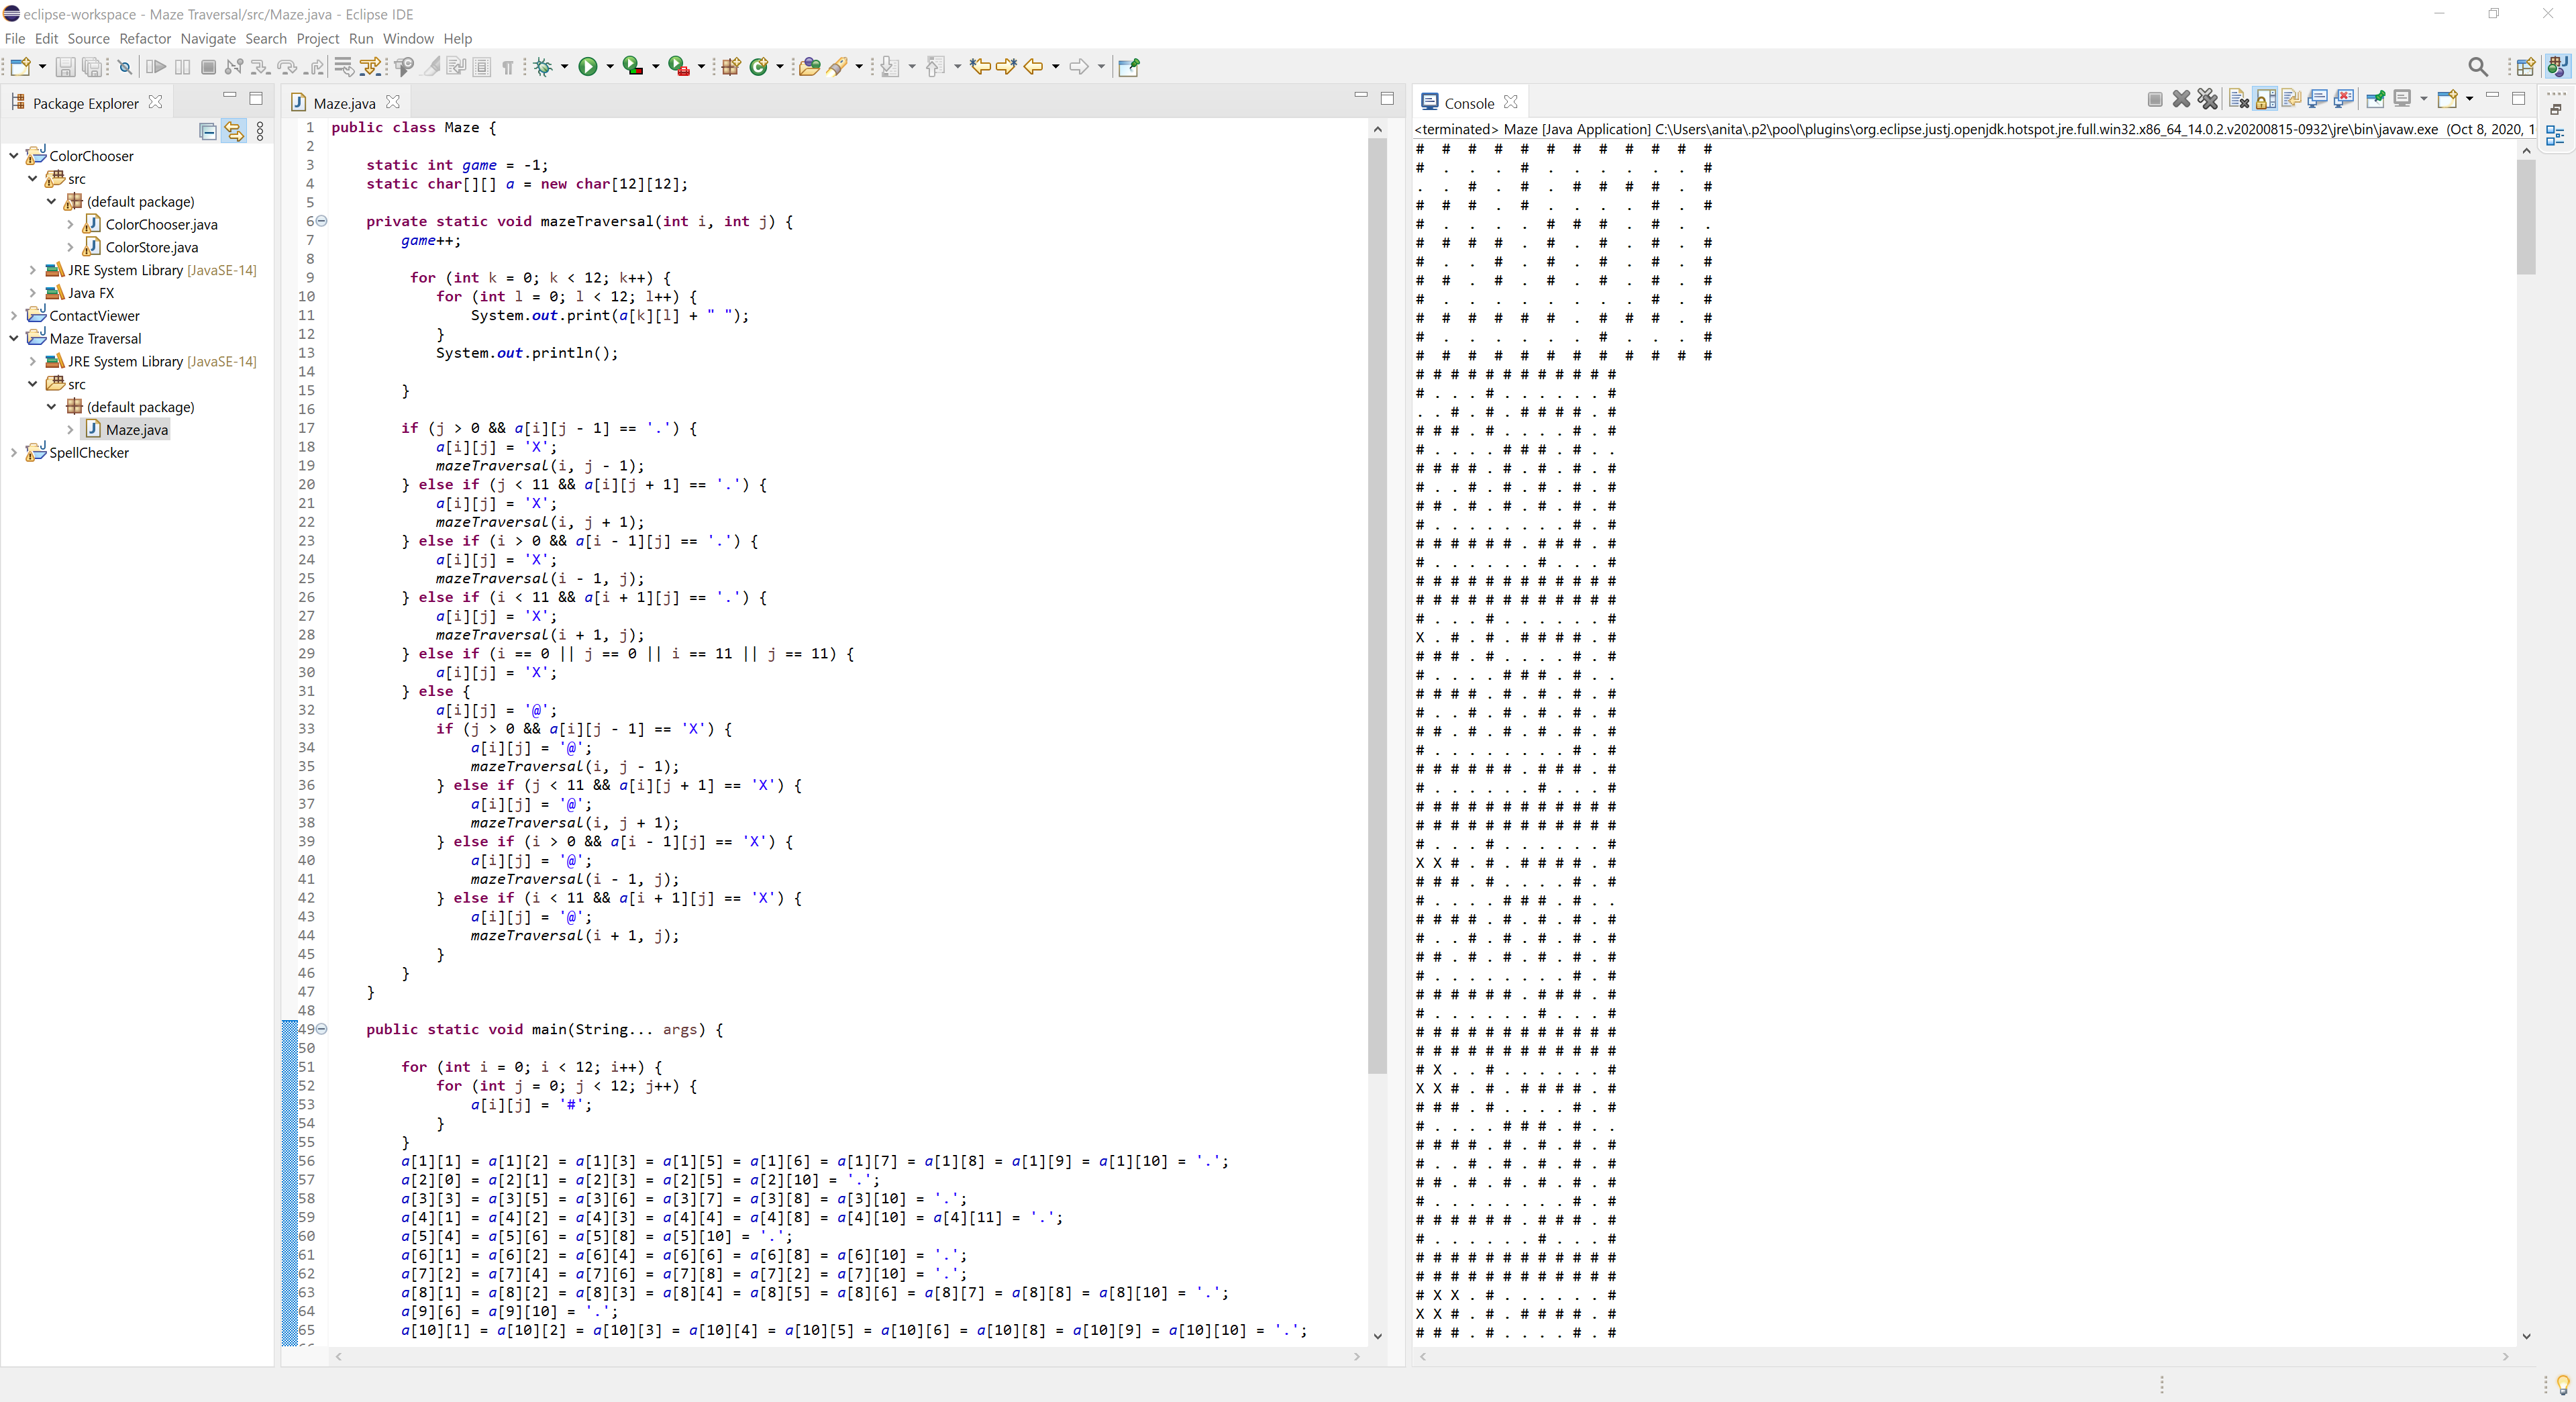 eclipse-workspace - Maze Traversal/src/Maze.java - Eclipse IDE
File Edit Source Refactor Navigate Search Project Run Window Help
Package Explorer
ColorChooser
src
(default package)
ColorChooser.java
ColorStore.java
JRE System Library [JavaSE-14]
Java FX
ContactViewer
Maze Traversal
JRE System Library [JavaSE-14]
src
(default package)
Maze.java
SpellChecker
Maze.java
1 public class Maze {
2
3 static int game = -1;
4 static char[][] a = new char[12][12];
5
6 private static void mazeTraversal(int i, int j) {
7 game++;
8
9 for (int k = 0; k < 12; k++) {
10 for (int l = 0; l < 12; l++) {
11 System.out.print(a[k][l] + " ");
12 }
13 System.out.println();
14
15 }
16
17 if (j > 0 && a[i][j - 1] == '.') {
18 a[i][j] = 'X';
19 mazeTraversal(i, j - 1);
20 } else if (j < 11 && a[i][j + 1] == '.') {
21 a[i][j] = 'X';
22 mazeTraversal(i, j + 1);
23 } else if (i > 0 && a[i - 1][j] == '.') {
24 a[i][j] = 'X';
25 mazeTraversal(i - 1, j);
26 } else if (i < 11 && a[i + 1][j] == '.') {
27 a[i][j] = 'X';
28 mazeTraversal(i + 1, j);
29 } else if (i == 0 || j == 0 || i == 11 || j == 11) {
30 a[i][j] = 'X';
31 } else {
32 a[i][j] = '@';
33 if (j > 0 && a[i][j - 1] == 'X') {
34 a[i][j] = '@';
35 mazeTraversal(i, j - 1);
36 } else if (j < 11 && a[i][j + 1] == 'X') {
37 a[i][j] = '@';
38 mazeTraversal(i, j + 1);
39 } else if (i > 0 && a[i - 1][j] == 'X') {
40 a[i][j] = '@';
41 mazeTraversal(i - 1, j);
42 } else if (i < 11 && a[i + 1][j] == 'X') {
43 a[i][j] = '@';
44 mazeTraversal(i + 1, j);
45 }
46 }
47 }
48
49 public static void main(String... args) {
50
51 for (int i = 0; i < 12; i++) {
52 for (int j = 0; j < 12; j++) {
53 a[i][j] = '#';
54 }
55 }
56 a[1][1] = a[1][2] = a[1][3] = a[1][5] = a[1][6] = a[1][7] = a[1][8] = a[1][9] = a[1][10] = '.';
57 a[2][0] = a[2][1] = a[2][3] = a[2][5] = a[2][10] = '.';
58 a[3][3] = a[3][5] = a[3][6] = a[3][7] = a[3][8] = a[3][10] = '.';
59 a[4][1] = a[4][2] = a[4][3] = a[4][4] = a[4][8] = a[4][10] = a[4][11] = '.';
60 a[5][4] = a[5][6] = a[5][8] = a[5][10] = '.';
61 a[6][1] = a[6][2] = a[6][4] = a[6][6] = a[6][8] = a[6][10] = '.';
62 a[7][2] = a[7][4] = a[7][6] = a[7][8] = a[7][2] = a[7][10] = '.';
63 a[8][1] = a[8][2] = a[8][3] = a[8][4] = a[8][5] = a[8][6] = a[8][7] = a[8][8] = a[8][10] = '.';
64 a[9][6] = a[9][10] = '.';
65 a[10][1] = a[10][2] = a[10][3] = a[10][4] = a[10][5] = a[10][6] = a[10][8] = a[10][9] = a[10][10] = '.';
Console
<terminated> Maze [Java Application] C:\Users\anita\.p2\pool\plugins\org.eclipse.justj.openjdk.hotspot.jre.full.win32.x86_64_14.0.2.v20200815-0932\jre\bin\javaw.exe (Oct 8, 2020, 1
# # # # # # # # # # # #
# . . . # . . . . . . #
. . # . # . # # # # . #
# # # . # . . . . # . #
# . . . . # # # . # . .
# # # # . # . # . # . #
# . . # . # . # . # . #
# # . # . # . # . # . #
# . . . . . . . . # . #
# # # # # # . # # # . #
# . . . . . . # . . . #
# # # # # # # # # # # #
# # # # # # # # # # # #
# . . . # . . . . . . #
. . # . # . # # # # . #
# # # . # . . . . # . #
# . . . . # # # . # . .
# # # # . # . # . # . #
# . . # . # . # . # . #
# # . # . # . # . # . #
# . . . . . . . . # . #
# # # # # # . # # # . #
# . . . . . . # . . . #
# # # # # # # # # # # #
# # # # # # # # # # # #
# . . . # . . . . . . #
X . # . # . # # # # . #
# # # . # . . . . # . #
# . . . . # # # . # . .
# # # # . # . # . # . #
# . . # . # . # . # . #
# # . # . # . # . # . #
# . . . . . . . . # . #
# # # # # # . # # # . #
# . . . . . . # . . . #
# # # # # # # # # # # #
# # # # # # # # # # # #
# . . . # . . . . . . #
X X # . # . # # # # . #
# # # . # . . . . # . #
# . . . . # # # . # . .
# # # # . # . # . # . #
# . . # . # . # . # . #
# # . # . # . # . # . #
# . . . . . . . . # . #
# # # # # # . # # # . #
# . . . . . . # . . . #
# # # # # # # # # # # #
# # # # # # # # # # # #
# X . . # . . . . . . #
X X # . # . # # # # . #
# # # . # . . . . # . #
# . . . . # # # . # . .
# # # # . # . # . # . #
# . . # . # . # . # . #
# # . # . # . # . # . #
# . . . . . . . . # . #
# # # # # # . # # # . #
# . . . . . . # . . . #
# # # # # # # # # # # #
# # # # # # # # # # # #
# X X . # . . . . . . #
X X # . # . # # # # . #
# # # . # . . . . # . #